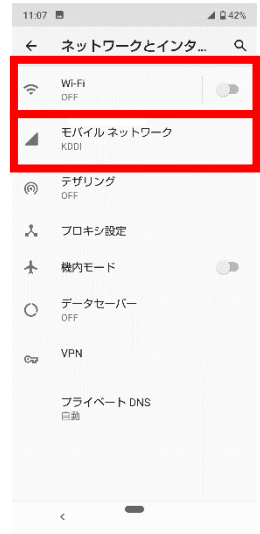 11:07 42%
ネットワークとインタ...
Wi-Fi
OFF
モバイル ネットワーク
KDDI
テザリング
OFF
プロキシ設定
機内モード
データセーバー
OFF
VPN
プライベート DNS
自動